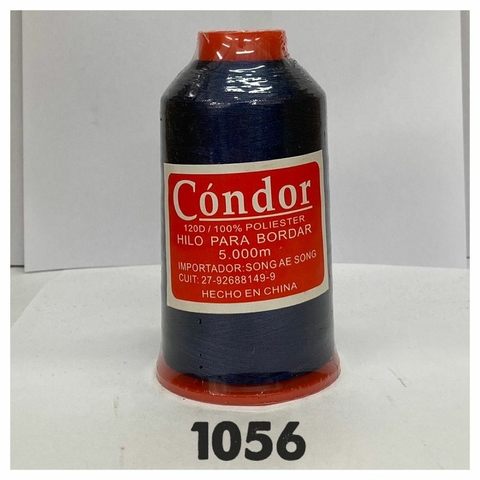 Cóndor
120D / 100% POLIESTER
HILO PARA BORDAR
5.000m
IMPORTADOR:SONG AE SONG
CUIT: 27-92688149-9
HECHO EN CHINA
1056